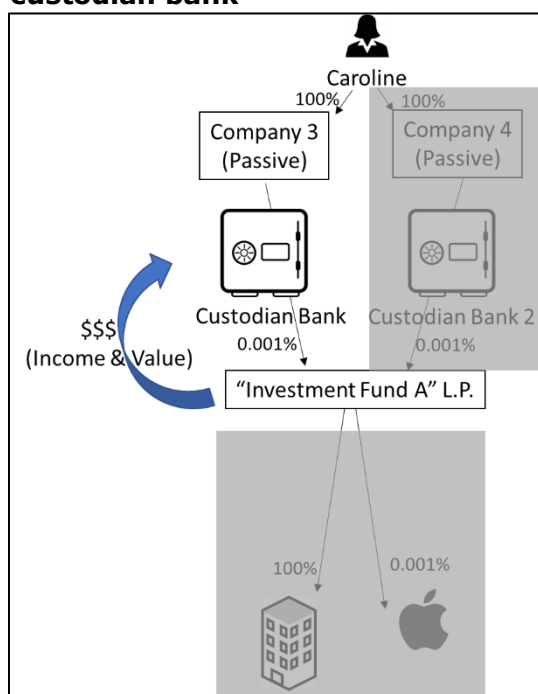 custodian bank
Caroline
100% 100%
Company 3 Company 4
(Passive) (Passive)
Custodian Bank Custodian Bank 2
$$$ 0.001% 0.001%
(Income & Value)
“Investment Fund A” L.P.
100% 0.001%